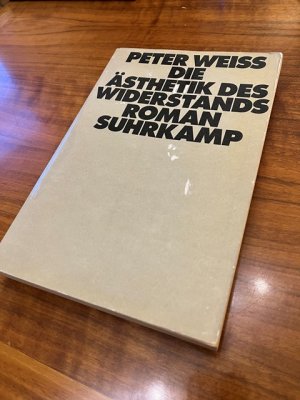 PETER WEISS
DIE
ÄSTHETIK DES
WIDERSTANDS
ROMAN
SUHRKAMP